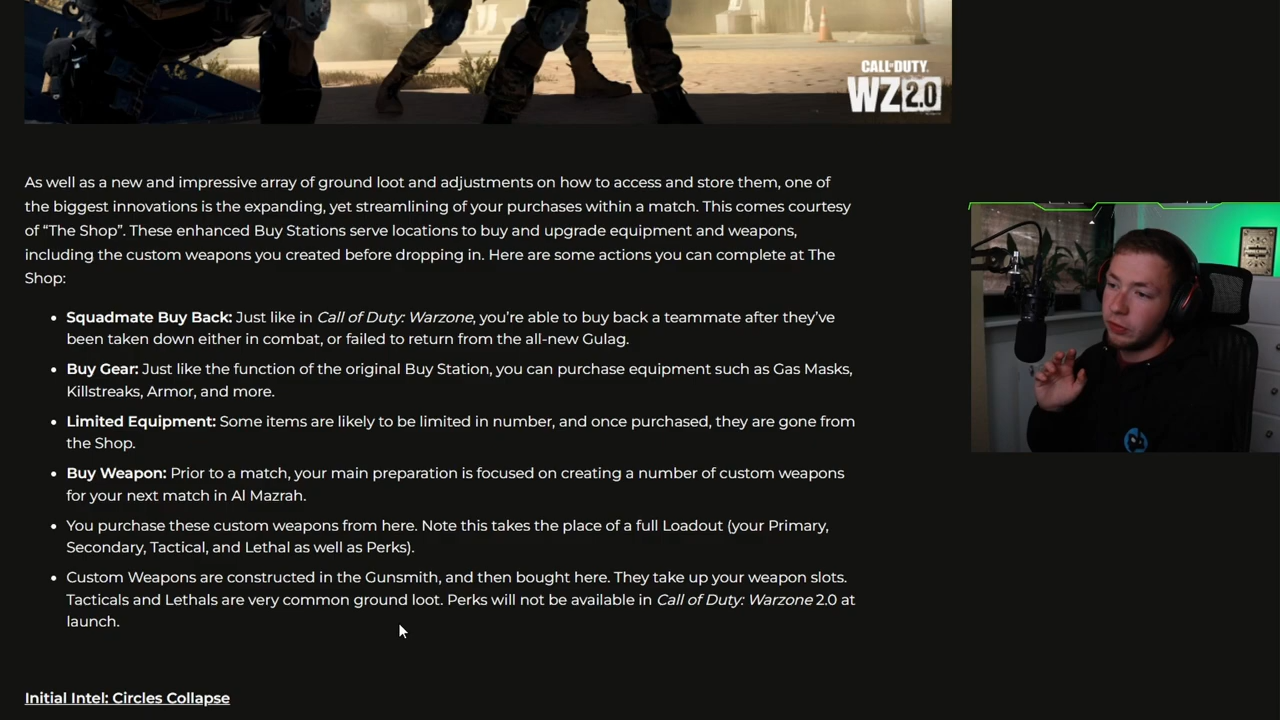 CALL OF DUTY.
WZ 2.0
As well as a new and impressive array of ground loot and adjustments on how to access and store them, one of
the biggest innovations is the expanding, yet streamlining of your purchases within a match. This comes courtesy
of “The Shop”. These enhanced Buy Stations serve locations to buy and upgrade equipment and weapons,
including the custom weapons you created before dropping in. Here are some actions you can complete at The
Shop:
• Squadmate Buy Back: Just like in Call of Duty: Warzone, you’re able to buy back a teammate after they’ve
been taken down either in combat, or failed to return from the all-new Gulag.
• Buy Gear: Just like the function of the original Buy Station, you can purchase equipment such as Gas Masks,
Killstreaks, Armor, and more.
• Limited Equipment: Some items are likely to be limited in number, and once purchased, they are gone from
the Shop.
• Buy Weapon: Prior to a match, your main preparation is focused on creating a number of custom weapons
for your next match in Al Mazrah.
• You purchase these custom weapons from here. Note this takes the place of a full Loadout (your Primary,
Secondary, Tactical, and Lethal as well as Perks).
• Custom Weapons are constructed in the Gunsmith, and then bought here. They take up your weapon slots.
Tacticals and Lethals are very common ground loot. Perks will not be available in Call of Duty: Warzone 2.0 at
launch.
Initial Intel: Circles Collapse